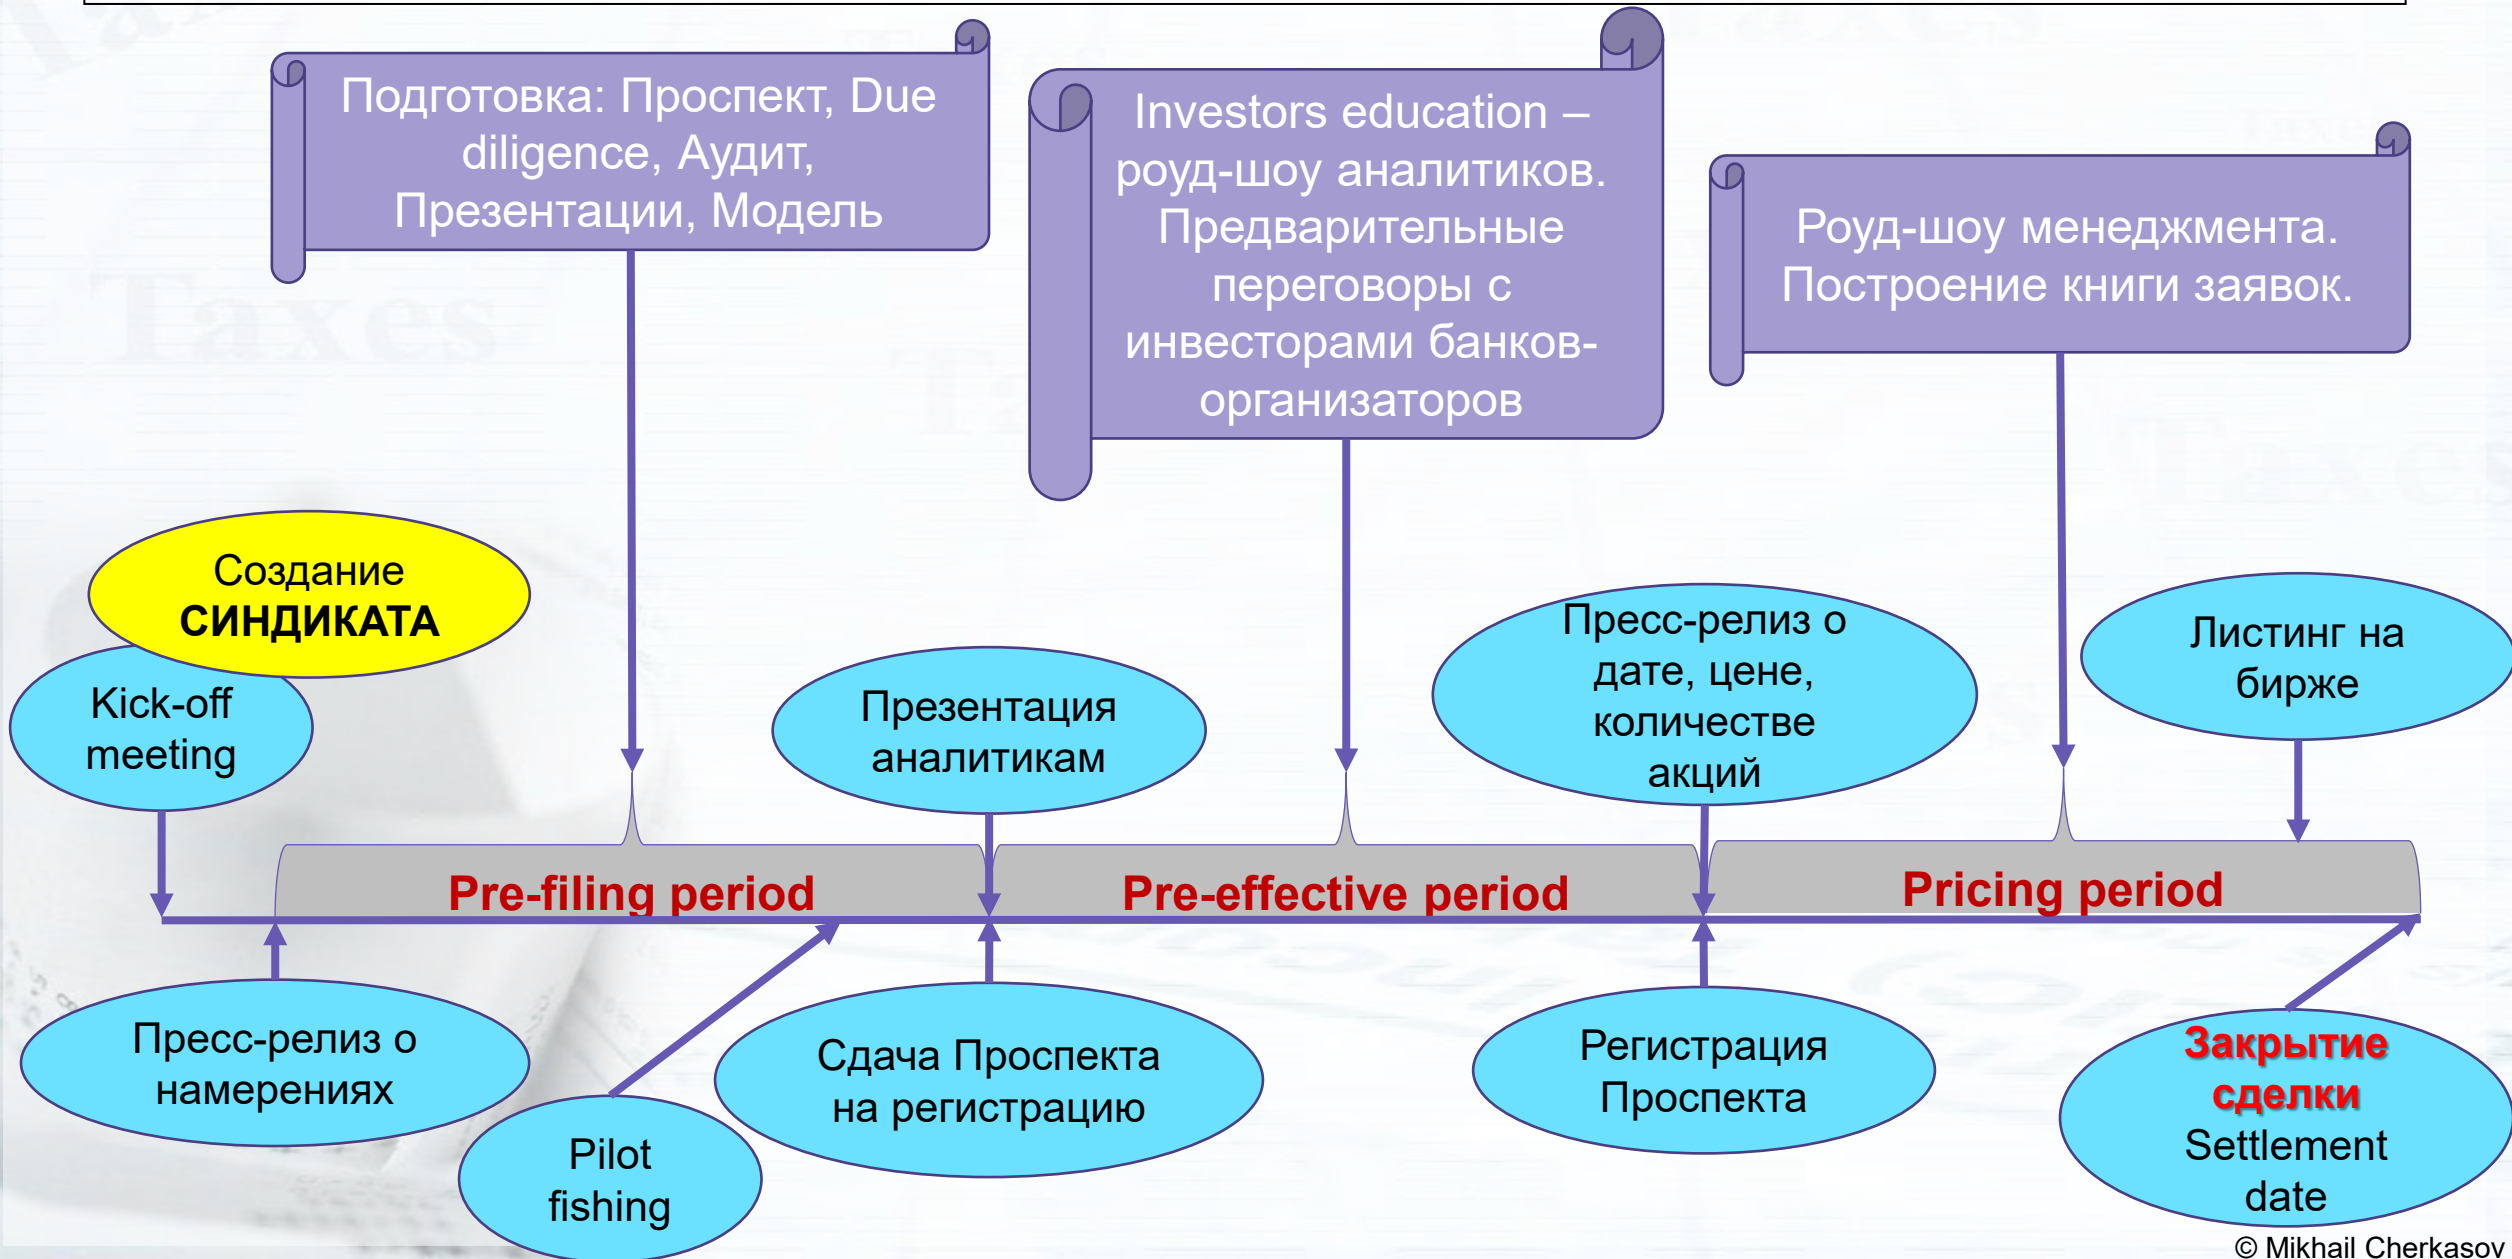 Подготовка: Проспект, Due
diligence, Аудит,
Презентации, Модель
Investors education –
роуд-шоу аналитиков.
Предварительные
переговоры с
инвесторами банков-
организаторов
Роуд-шоу менеджмента.
Построение книги заявок.
Создание
СИНДИКАТА
Kick-off
meeting
Презентация
аналитикам
Пресс-релиз о
дате, цене,
количестве
акций
Листинг на
бирже
Pre-filing period
Pre-effective period
Pricing period
Пресс-релиз о
намерениях
Pilot
fishing
Сдача Проспекта
на регистрацию
Регистрация
Проспекта
Закрытие
сделки
Settlement
date
© Mikhail Cherkasov
Taxes
Taxes